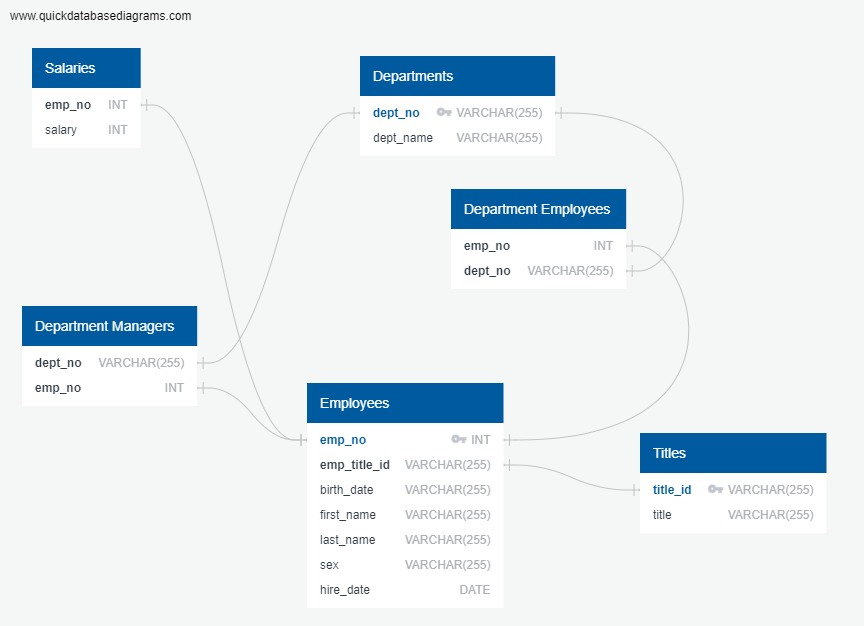 www.quickdatabasediagrams.com
Salaries
emp_no INT
salary INT
Departments
dept_no VARCHAR(255)
dept_name VARCHAR(255)
Department Employees
emp_no INT
dept_no VARCHAR(255)
Department Managers
dept_no VARCHAR(255)
emp_no INT
Employees
emp_no INT
emp_title_id VARCHAR(255)
birth_date VARCHAR(255)
first_name VARCHAR(255)
last_name VARCHAR(255)
sex VARCHAR(255)
hire_date DATE
Titles
title_id VARCHAR(255)
title VARCHAR(255)